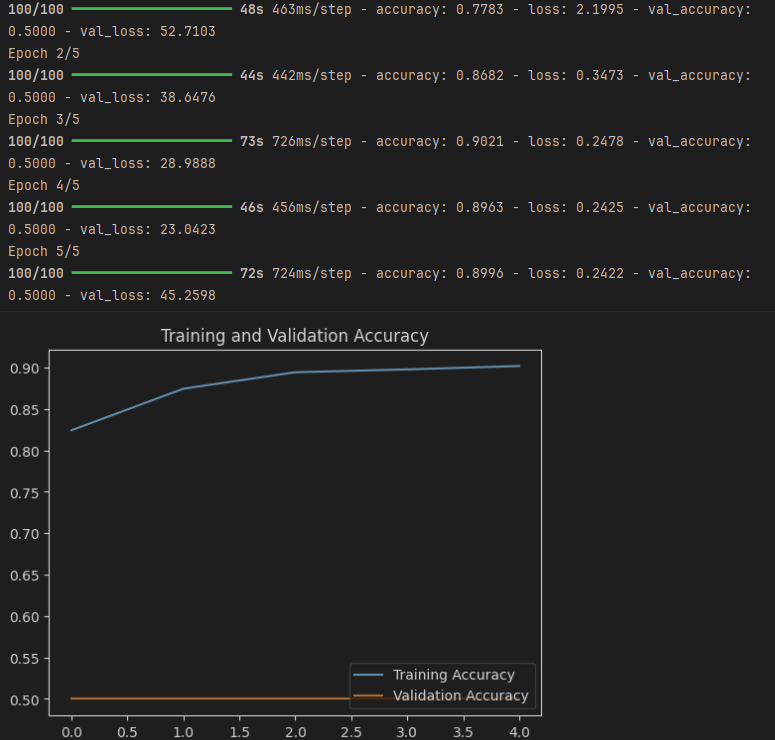 100/100 ━━━━━━━━━━━━━━━━━━━━ 48s 463ms/step - accuracy: 0.7783 - loss: 2.1995 - val_accuracy:
0.5000 - val_loss: 52.7103
Epoch 2/5
100/100 ━━━━━━━━━━━━━━━━━━━━ 44s 442ms/step - accuracy: 0.8682 - loss: 0.3473 - val_accuracy:
0.5000 - val_loss: 38.6476
Epoch 3/5
100/100 ━━━━━━━━━━━━━━━━━━━━ 73s 726ms/step - accuracy: 0.9021 - loss: 0.2478 - val_accuracy:
0.5000 - val_loss: 28.9888
Epoch 4/5
100/100 ━━━━━━━━━━━━━━━━━━━━ 46s 456ms/step - accuracy: 0.8963 - loss: 0.2425 - val_accuracy:
0.5000 - val_loss: 23.0423
Epoch 5/5
100/100 ━━━━━━━━━━━━━━━━━━━━ 72s 724ms/step - accuracy: 0.8996 - loss: 0.2422 - val_accuracy:
0.5000 - val_loss: 45.2598
Training and Validation Accuracy
0.90
0.85
0.80
0.75
0.70
0.65
0.60
0.55
0.50
Training Accuracy
Validation Accuracy
0.0 0.5 1.0 1.5 2.0 2.5 3.0 3.5 4.0